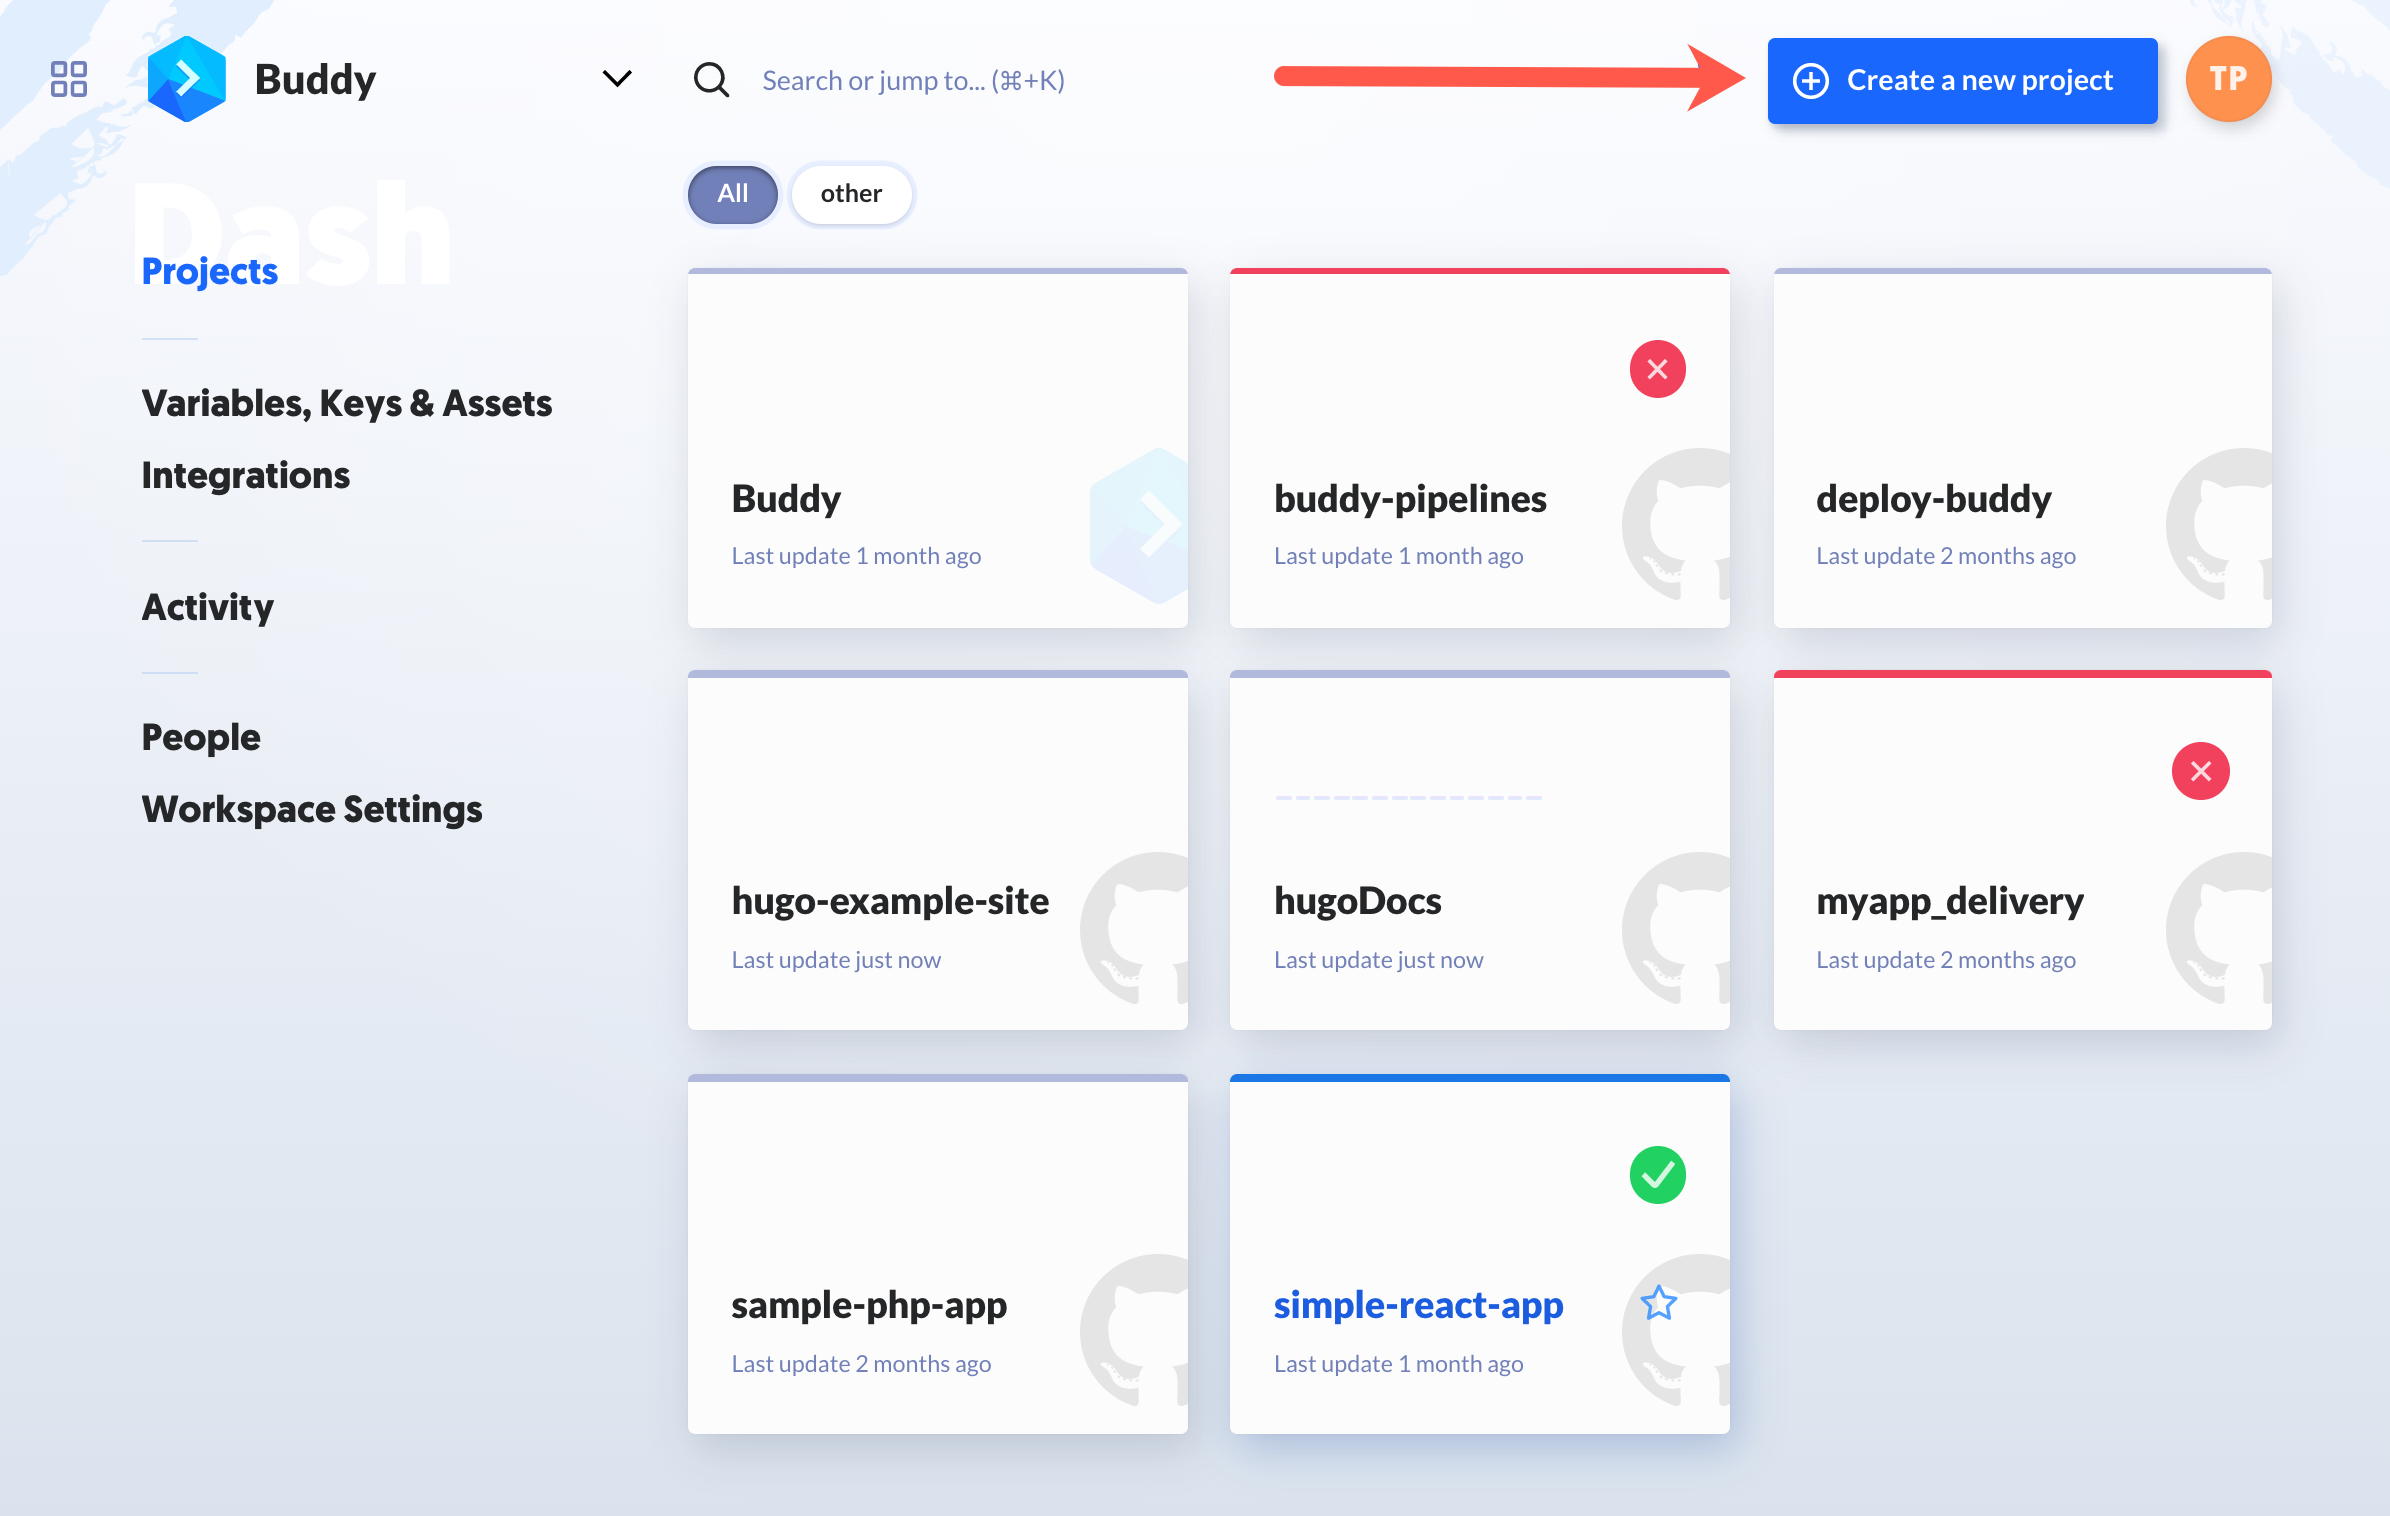 Buddy
Search or jump to... (⌘+K)
Create a new project
TP
Dash
Projects
Variables, Keys & Assets
Integrations
Activity
People
Workspace Settings
All
other
Buddy
Last update 1 month ago
buddy-pipelines
Last update 1 month ago
deploy-buddy
Last update 2 months ago
hugo-example-site
Last update just now
hugoDocs
Last update just now
myapp_delivery
Last update 2 months ago
sample-php-app
Last update 2 months ago
simple-react-app
Last update 1 month ago